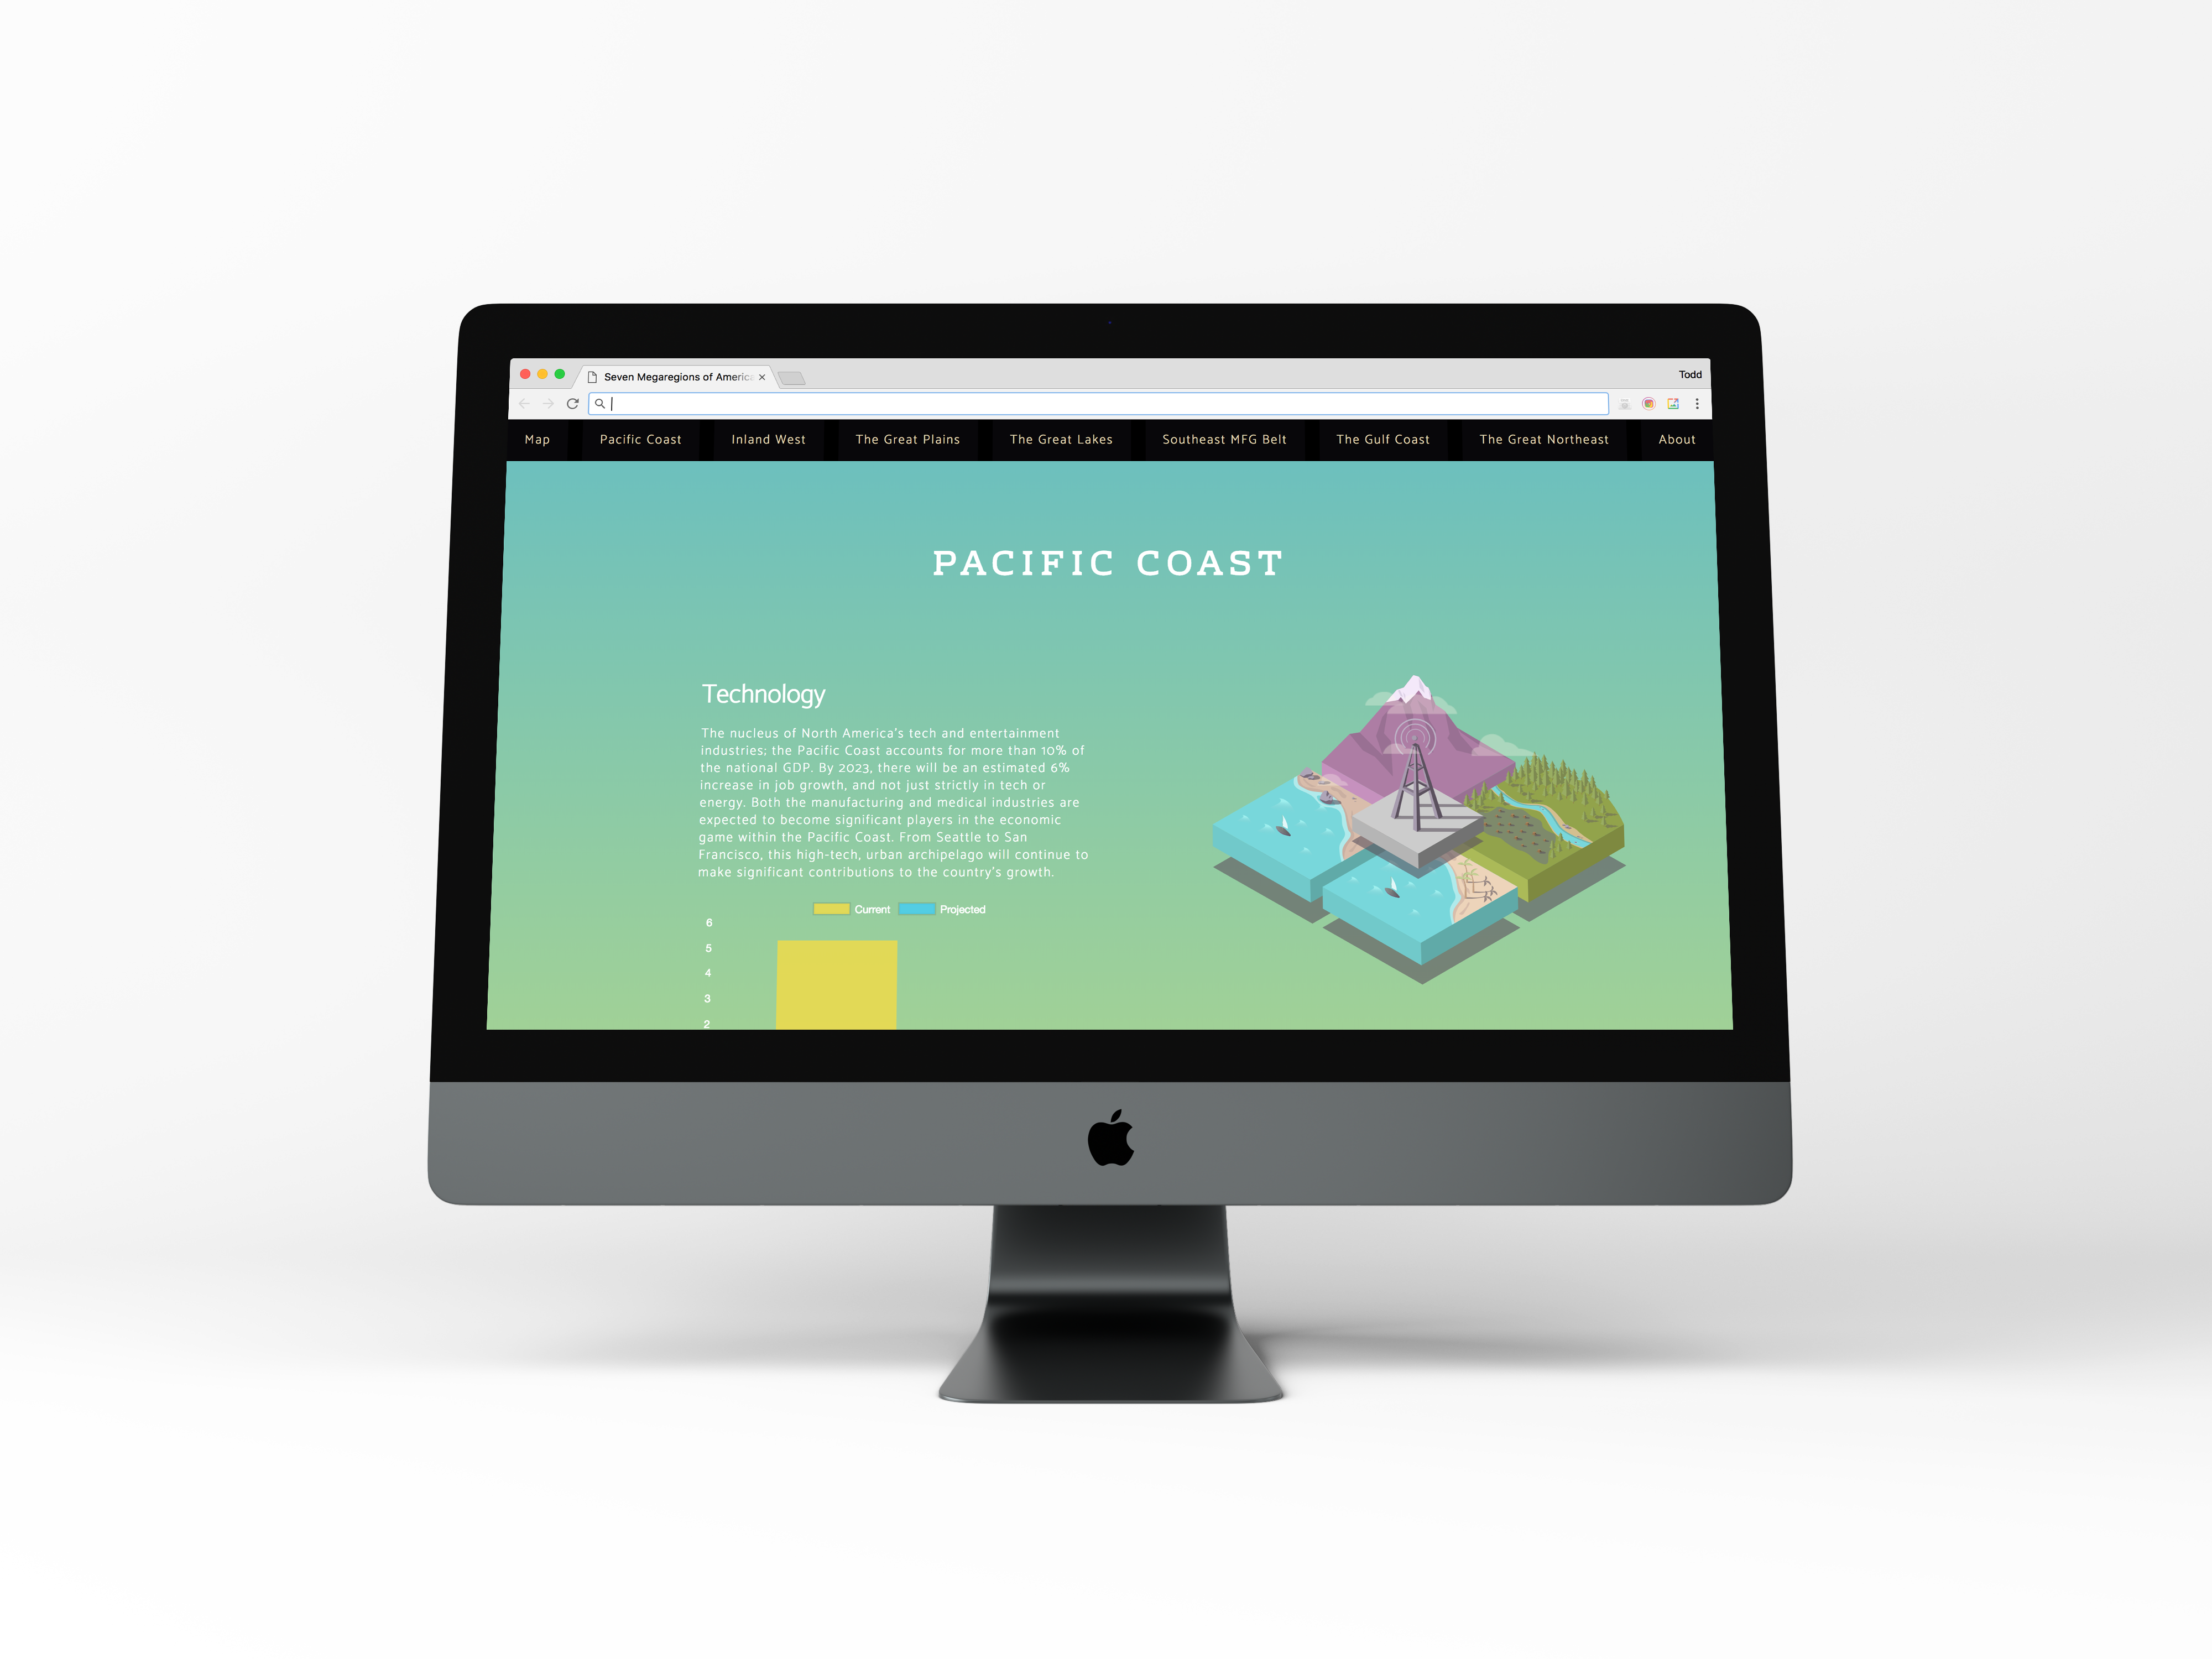 Seven Megaregions of America
Todd
Map Pacific Coast Inland West The Great Plains The Great Lakes Southeast MFG Belt The Gulf Coast The Great Northeast About
PACIFIC COAST
Technology
The nucleus of North America's tech and entertainment
industries; the Pacific Coast accounts for more than 10% of
the national GDP. By 2023, there will be an estimated 6%
increase in job growth, and not just strictly in tech or
energy. Both the manufacturing and medical industries are
expected to become significant players in the economic
game within the Pacific Coast. From Seattle to San
Francisco, this high-tech, urban archipelago will continue to
make significant contributions to the country's growth.
Current Projected
6
5
4
3
2